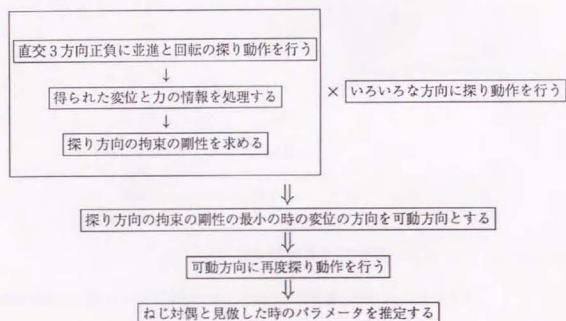 直交3方向正負に並進と回転の探り動作を行う
↓
得られた変位と力の情報を処理する
↓
探り方向の拘束の剛性を求める
× いろいろな方向に探り動作を行う
⇓
探り方向の拘束の剛性の最小の時の変位の方向を可動方向とする
⇓
可動方向に再度探り動作を行う
⇓
ねじ対偶と見倣した時のパラメータを推定する